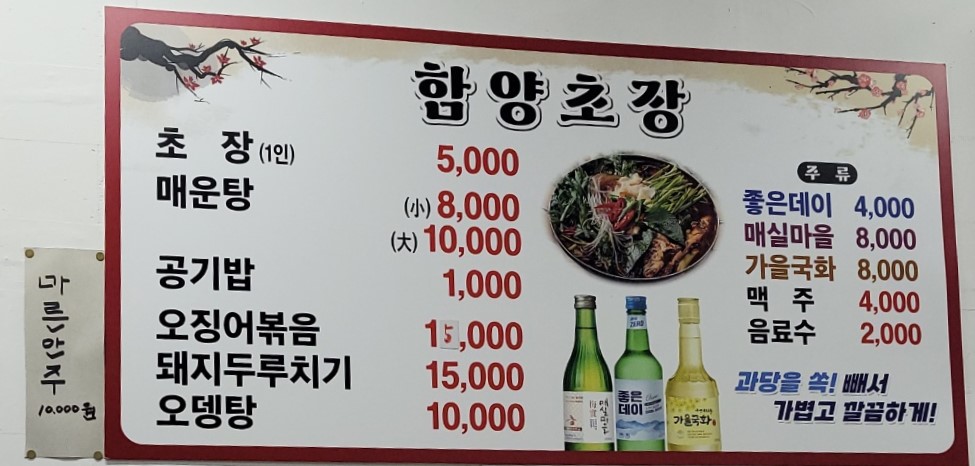 함양초장
초 장 (1인) 5,000
매운탕 (小) 8,000
(大) 10,000
공기밥 1,000
오징어볶음 15,000
돼지두루치기 15,000
오뎅탕 10,000
주 류
좋은데이 4,000
매실마을 8,000
가을국화 8,000
맥 주 4,000
음료수 2,000
과당을 쏙! 빼서
가볍고 깔끔하게!
매실마을
좋은
데이
가을국화
마른안주
10.000원